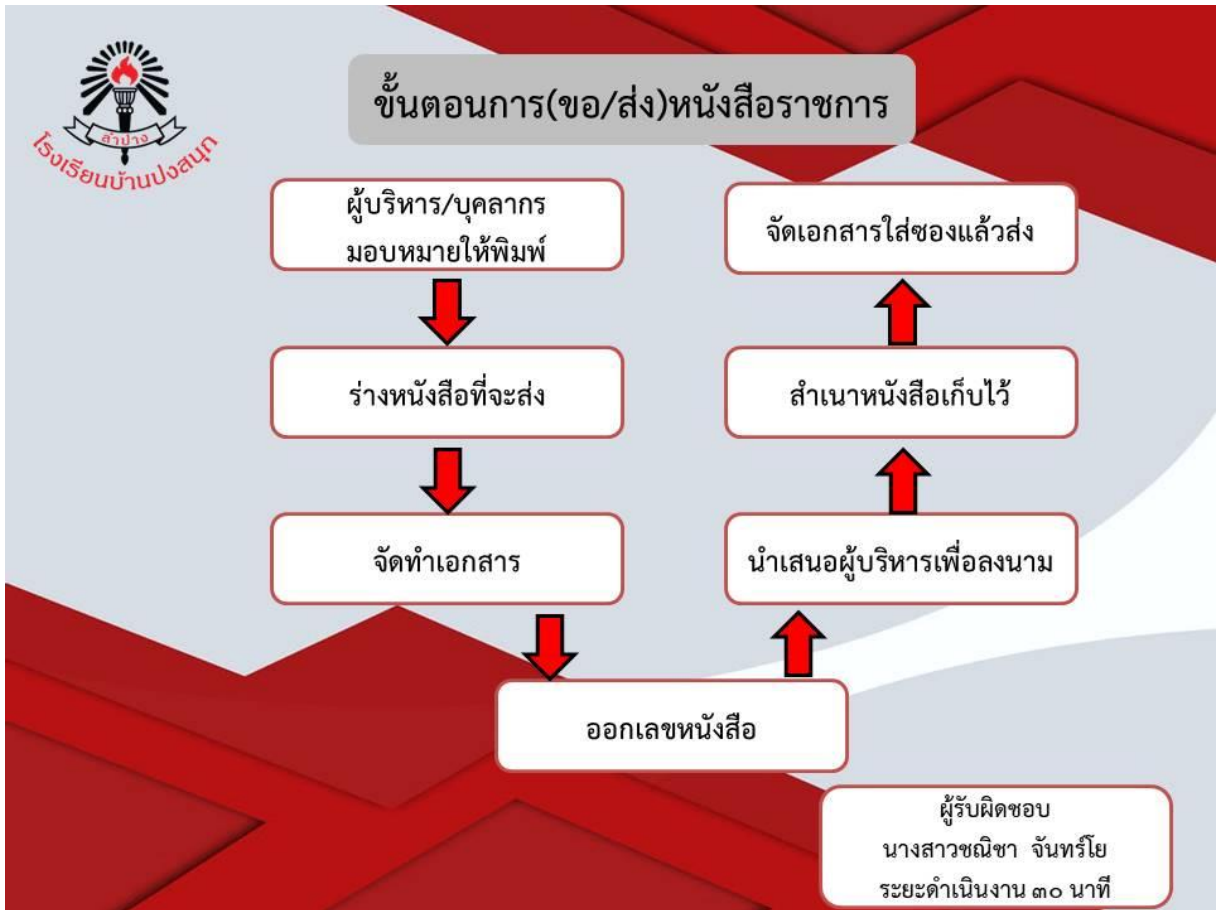 ลำปาง
โรงเรียนบ้านปงสนุก
ขั้นตอนการ(ขอ/ส่ง)หนังสือราชการ
ผู้บริหาร/บุคลากร
มอบหมายให้พิมพ์
ร่างหนังสือที่จะส่ง
จัดทำเอกสาร
ออกเลขหนังสือ
นำเสนอผู้บริหารเพื่อลงนาม
สำเนาหนังสือเก็บไว้
จัดเอกสารใส่ซองแล้วส่ง
ผู้รับผิดชอบ
นางสาวชณิชา จันทร์โย
ระยะดำเนินงาน ๓๐ นาที